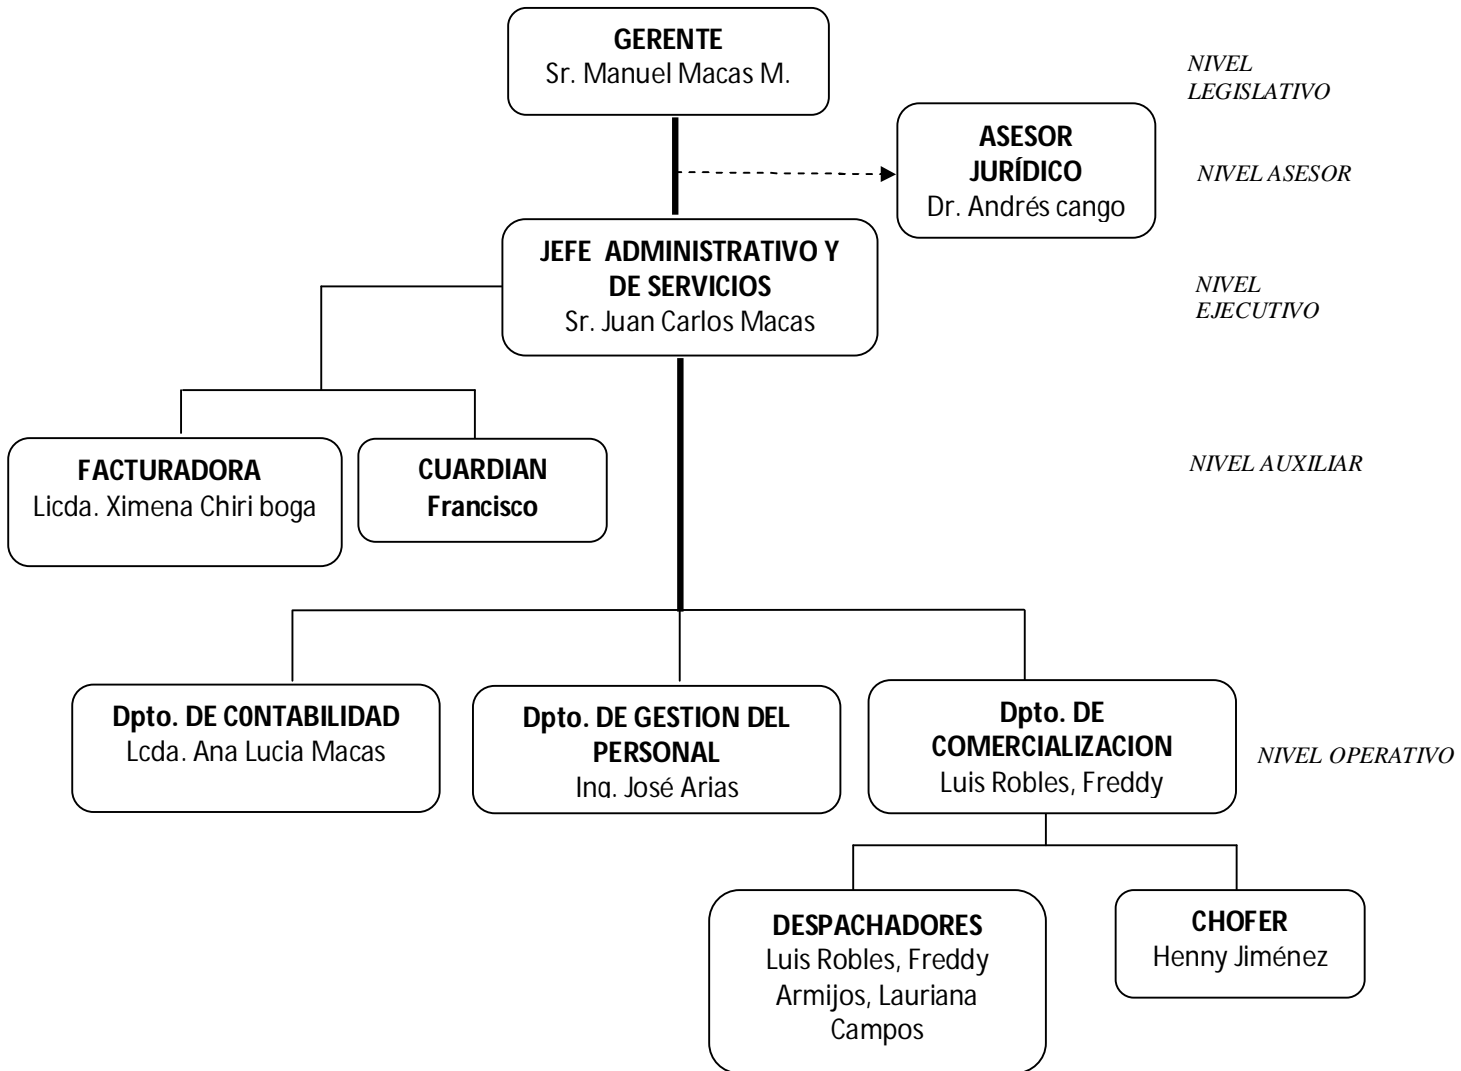 GERENTE
Sr. Manuel Macas M.
NIVEL
LEGISLATIVO
ASESOR
JURÍDICO
Dr. Andrés cango
NIVEL ASESOR
JEFE ADMINISTRATIVO Y
DE SERVICIOS
Sr. Juan Carlos Macas
NIVEL
EJECUTIVO
FACTURADORA
Licda. Ximena Chiri boga
CUARDIAN
Francisco
NIVEL AUXILIAR
Dpto. DE C0NTABILIDAD
Lcda. Ana Lucia Macas
Dpto. DE GESTION DEL
PERSONAL
Ing. José Arias
Dpto. DE
COMERCIALIZACION
Luis Robles, Freddy
NIVEL OPERATIVO
DESPACHADORES
Luis Robles, Freddy
Armijos, Lauriana
Campos
CHOFER
Henny Jiménez